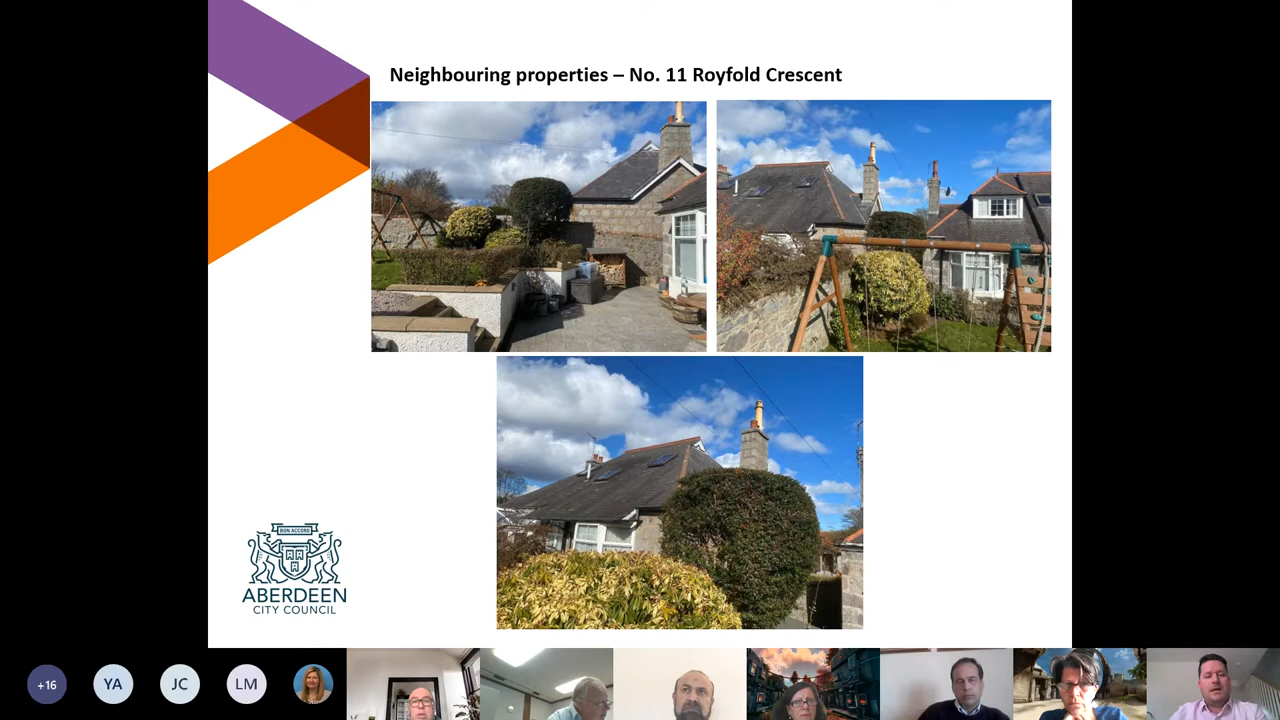 Neighbouring properties – No. 11 Royfold Crescent
BON ACCORD
ABERDEEN
CITY COUNCIL
+16
YA
JC
LM